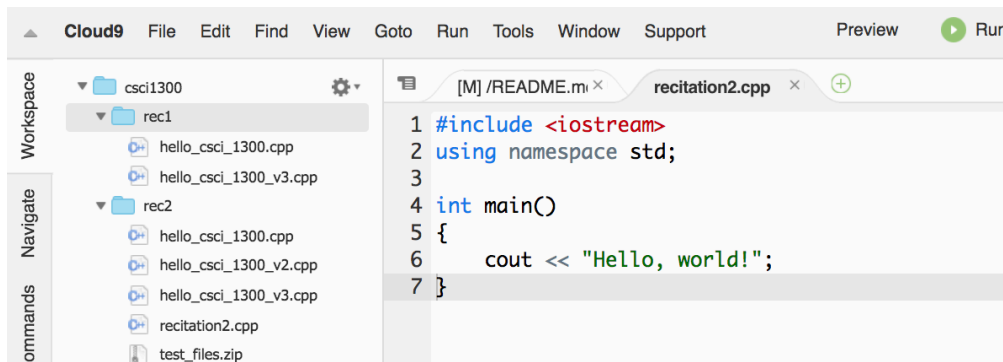 Cloud9 File Edit Find View Goto Run Tools Window Support Preview Run
Workspace
Navigate
ommands
csci1300
rec1
hello_csci_1300.cpp
hello_csci_1300_v3.cpp
rec2
hello_csci_1300.cpp
hello_csci_1300_v2.cpp
hello_csci_1300_v3.cpp
recitation2.cpp
test_files.zip
[M] /README.m recitation2.cpp
1 #include <iostream>
2 using namespace std;
3
4 int main()
5 {
6     cout << "Hello, world!";
7 }